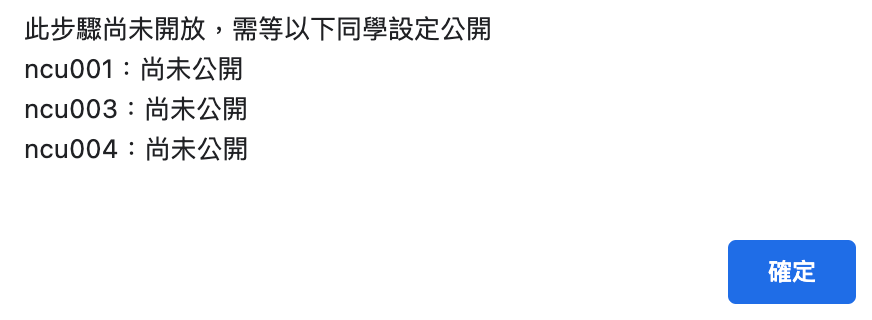 此步驟尚未開放，需等以下同學設定公開
ncu001：尚未公開
ncu003：尚未公開
ncu004：尚未公開
確定